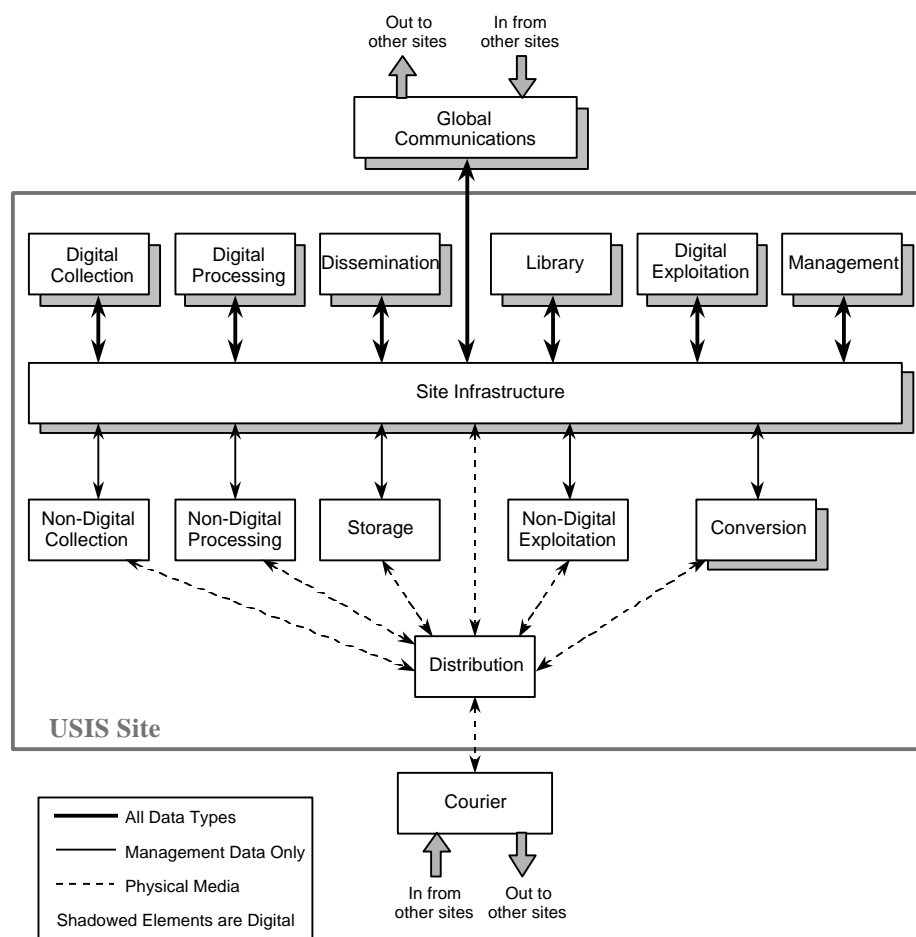 Out to
other sites
In from
other sites
Global
Communications
Digital
Collection
Digital
Processing
Dissemination
Library
Digital
Exploitation
Management
Site Infrastructure
Non-Digital
Collection
Non-Digital
Processing
Storage
Non-Digital
Exploitation
Conversion
Distribution
USIS Site
Courier
In from
other sites
Out to
other sites
All Data Types
Management Data Only
Physical Media
Shadowed Elements are Digital